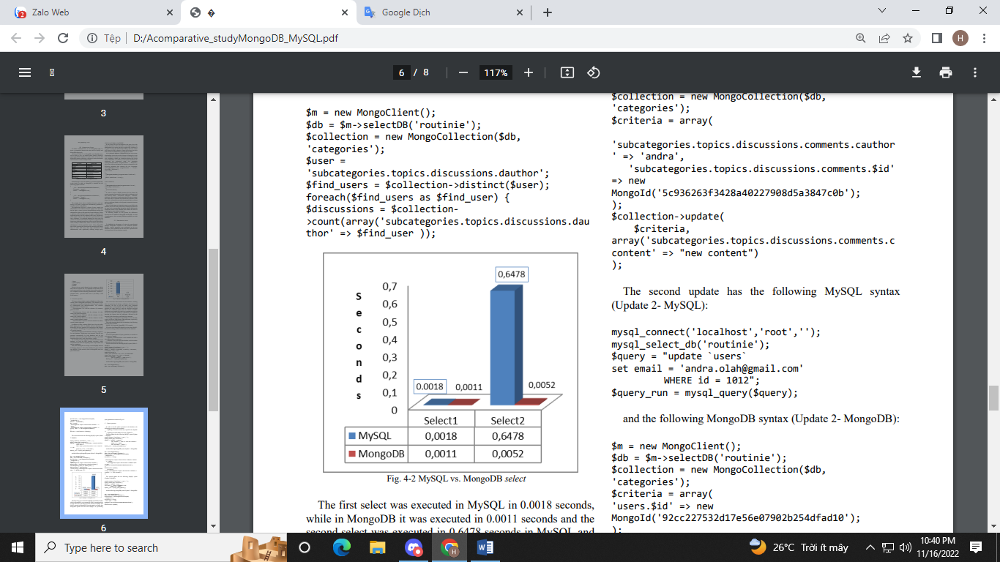 Zalo Web
Google Dịch
Tệp | D:/Acomparative_studyMongoDB_MySQL.pdf
H
6 / 8
117%
3
4
5
6
$m = new MongoClient();
$db = $m->selectDB('routinie');
$collection = new MongoCollection($db,
'categories');
$user =
'subcategories.topics.discussions.dauthor';
$find_users = $collection->distinct($user);
foreach($find_users as $find_user) {
$discussions = $collection-
>count(array('subcategories.topics.discussions.dau
thor' => $find_user ));
Seconds
0,7
0,6
0,5
0,4
0,3
0,2
0,1
0
0.0018
0,0011
0,6478
0,0052
Select1 Select2
MySQL 0,0018 0,6478
MongoDB 0,0011 0,0052
Fig. 4-2 MySQL vs. MongoDB select
The first select was executed in MySQL in 0.0018 seconds,
while in MongoDB it was executed in 0.0011 seconds and the
second select was executed in 0.6478 seconds in MySQL and
$collection = new MongoCollection($db,
'categories');
$criteria = array(
'subcategories.topics.discussions.comments.cauthor
' => 'andra',
'subcategories.topics.discussions.comments.$id'
=> new
MongoId('5c936263f3428a40227908d5a3847c0b');
);
$collection->update(
$criteria,
array('subcategories.topics.discussions.comments.c
content' => "new content")
);
The second update has the following MySQL syntax
(Update 2- MySQL):
mysql_connect('localhost','root','');
mysql_select_db('routinie');
$query = "update `users`
set email = 'andra.olah@gmail.com'
WHERE id = 1012";
$query_run = mysql_query($query);
and the following MongoDB syntax (Update 2- MongoDB):
$m = new MongoClient();
$db = $m->selectDB('routinie');
$collection = new MongoCollection($db,
'categories');
$criteria = array(
'users.$id' => new
MongoId('92cc227532d17e56e07902b254dfad10');
);
Type here to search
26°C Trời ít mây
10:40 PM
11/16/2022